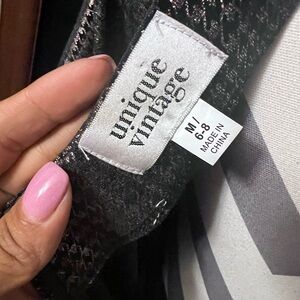 unique
vintage
M/
6-8
MADE IN
CHINA